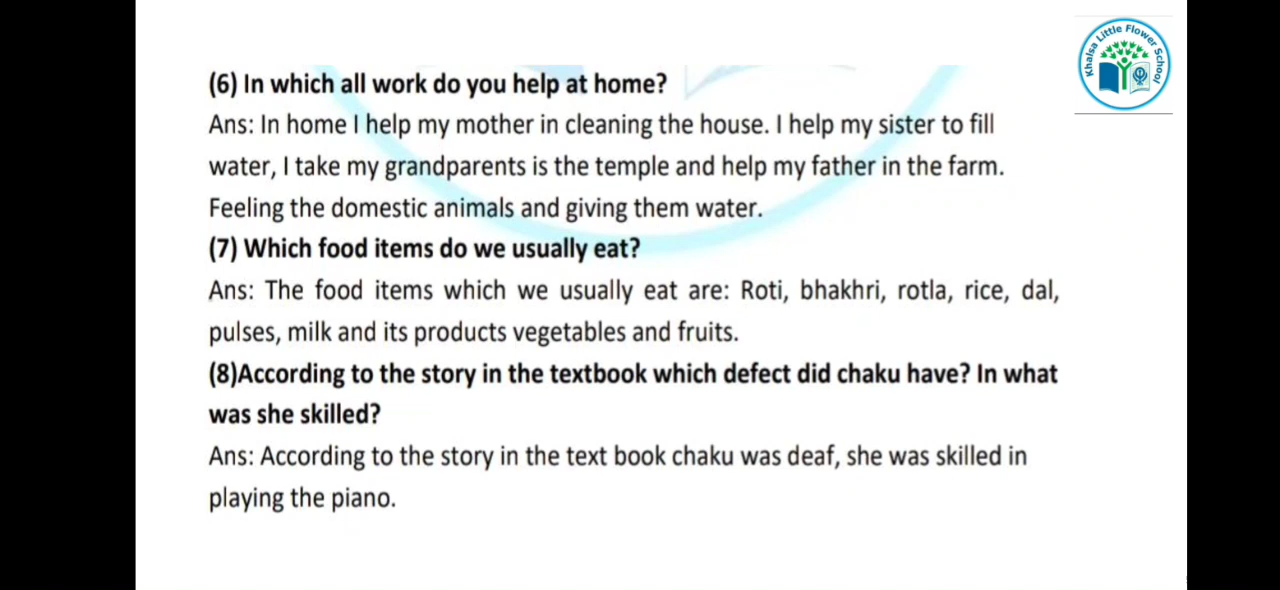 Khalsa Little Flower School
(6) In which all work do you help at home?
Ans: In home I help my mother in cleaning the house. I help my sister to fill
water, I take my grandparents is the temple and help my father in the farm.
Feeling the domestic animals and giving them water.
(7) Which food items do we usually eat?
Ans: The food items which we usually eat are: Roti, bhakhri, rotla, rice, dal,
pulses, milk and its products vegetables and fruits.
(8)According to the story in the textbook which defect did chaku have? In what
was she skilled?
Ans: According to the story in the text book chaku was deaf, she was skilled in
playing the piano.